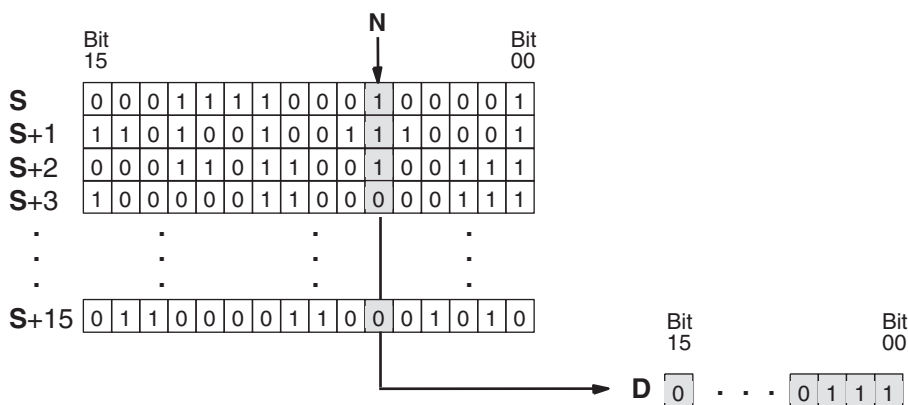 N
Bit 15 Bit 00
S 0 0 0 1 1 1 1 0 0 0 1 0 0 0 0 1
S+1 1 1 0 1 0 0 1 0 0 1 1 1 0 0 0 1
S+2 0 0 0 1 1 0 1 1 0 0 1 0 0 1 1 1
S+3 1 0 0 0 0 0 1 1 0 0 0 0 0 1 1 1
S+15 0 1 1 0 0 0 0 1 1 0 0 0 1 0 1 0
Bit 15 Bit 00
D 0 . . . 0 1 1 1